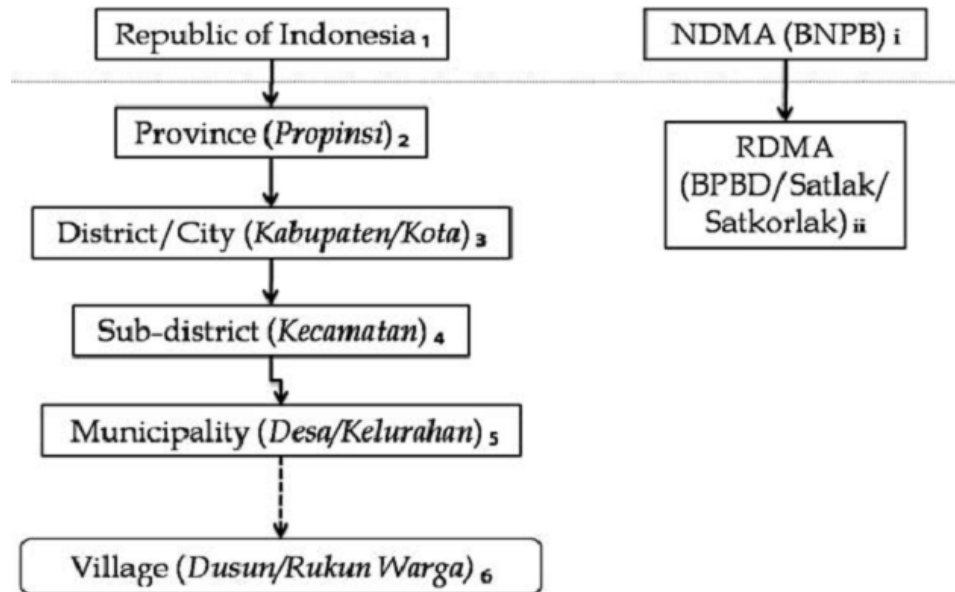 Republic of Indonesia 1
NDMA (BNPB) i
Province (Propinsi) 2
RDMA
(BPBD/Satlak/
Satkorlak) ii
District/City (Kabupaten/Kota) 3
Sub-district (Kecamatan) 4
Municipality (Desa/Kelurahan) 5
Village (Dusun/Rukun Warga) 6